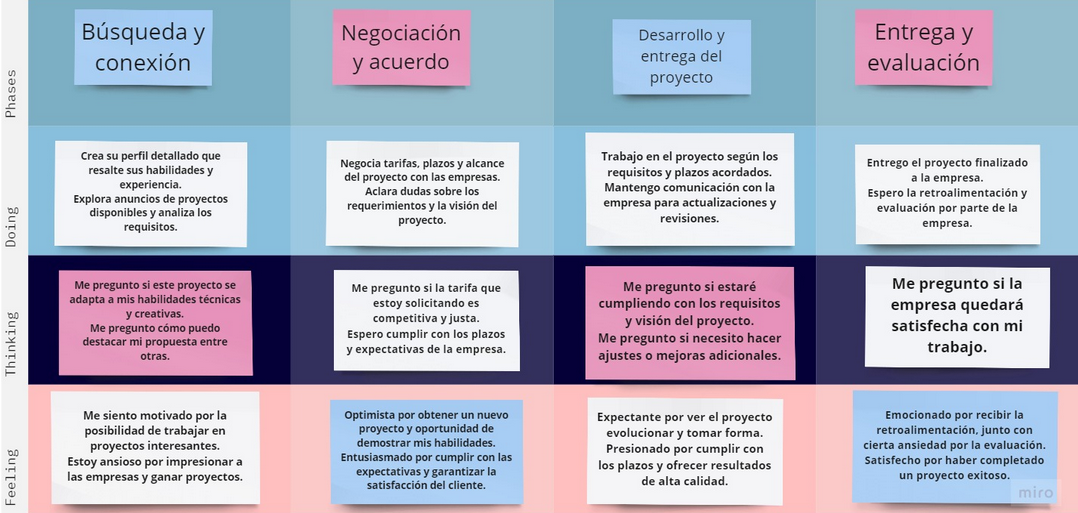 Phases
Búsqueda y
conexión
Negociación
y acuerdo
Desarrollo y
entrega del
proyecto
Entrega y
evaluación
Doing
Crea su perfil detallado que
resalte sus habilidades y
experiencia.
Explora anuncios de proyectos
disponibles y analiza los
requisitos.
Negocia tarifas, plazos y alcance
del proyecto con las empresas.
Aclara dudas sobre los
requerimientos y la visión del
proyecto.
Trabajo en el proyecto según los
requisitos y plazos acordados.
Mantengo comunicación con la
empresa para actualizaciones y
revisiones.
Entrego el proyecto finalizado
a la empresa.
Espero la retroalimentación y
evaluación por parte de la
empresa.
Thinking
Me pregunto si este proyecto se
adapta a mis habilidades técnicas
y creativas.
Me pregunto cómo puedo
destacar mi propuesta entre
otras.
Me pregunto si la tarifa que
estoy solicitando es
competitiva y justa.
Espero cumplir con los plazos
y expectativas de la empresa.
Me pregunto si estaré
cumpliendo con los requisitos
y visión del proyecto.
Me pregunto si necesito hacer
ajustes o mejoras adicionales.
Me pregunto si la
empresa quedará
satisfecha con mi
trabajo.
Feeling
Me siento motivado por la
posibilidad de trabajar en
proyectos interesantes.
Estoy ansioso por impresionar a
las empresas y ganar proyectos.
Optimista por obtener un nuevo
proyecto y oportunidad de
demostrar mis habilidades.
Entusiasmado por cumplir con las
expectativas y garantizar la
satisfacción del cliente.
Expectante por ver el proyecto
evolucionar y tomar forma.
Presionado por cumplir con
los plazos y ofrecer resultados
de alta calidad.
Emocionado por recibir la
retroalimentación, junto con
cierta ansiedad por la evaluación.
Satisfecho por haber completado
un proyecto exitoso.
miro